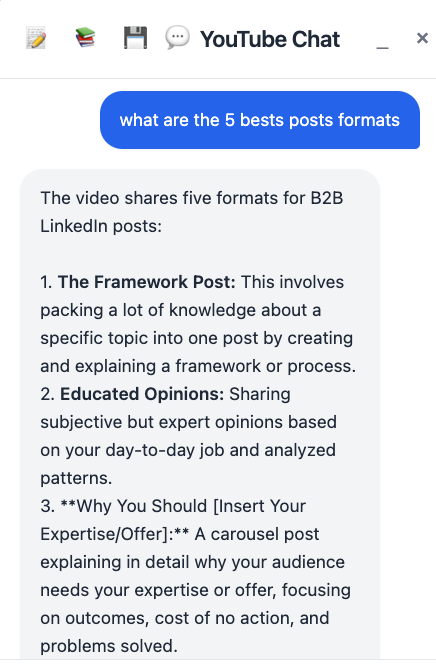 YouTube Chat
what are the 5 bests posts formats
The video shares five formats for B2B
LinkedIn posts:
1. The Framework Post: This involves
packing a lot of knowledge about a
specific topic into one post by creating
and explaining a framework or process.
2. Educated Opinions: Sharing
subjective but expert opinions based
on your day-to-day job and analyzed
patterns.
3. **Why You Should [Insert Your
Expertise/Offer]:** A carousel post
explaining in detail why your audience
needs your expertise or offer, focusing
on outcomes, cost of no action, and
problems solved.